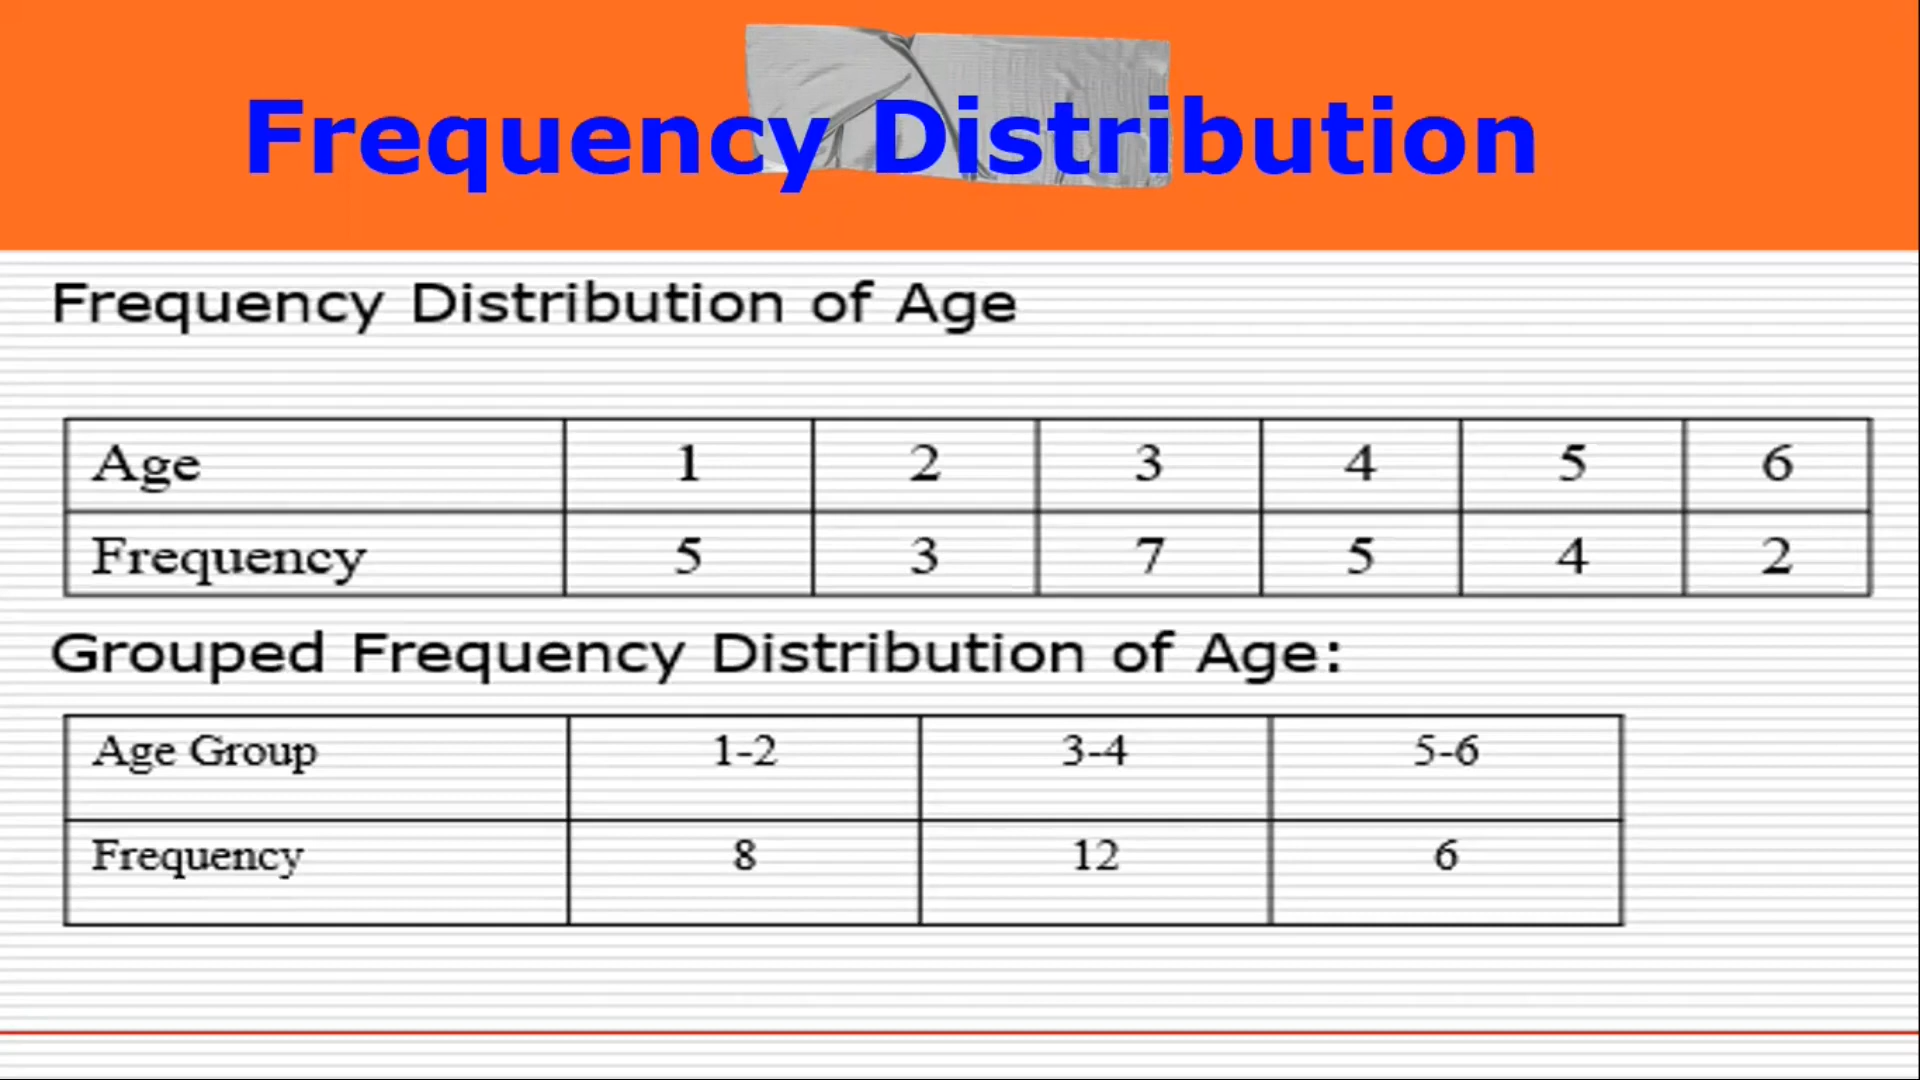 Frequency Distribution
Frequency Distribution of Age
Age 1 2 3 4 5 6
Frequency 5 3 7 5 4 2
Grouped Frequency Distribution of Age:
Age Group 1-2 3-4 5-6
Frequency 8 12 6